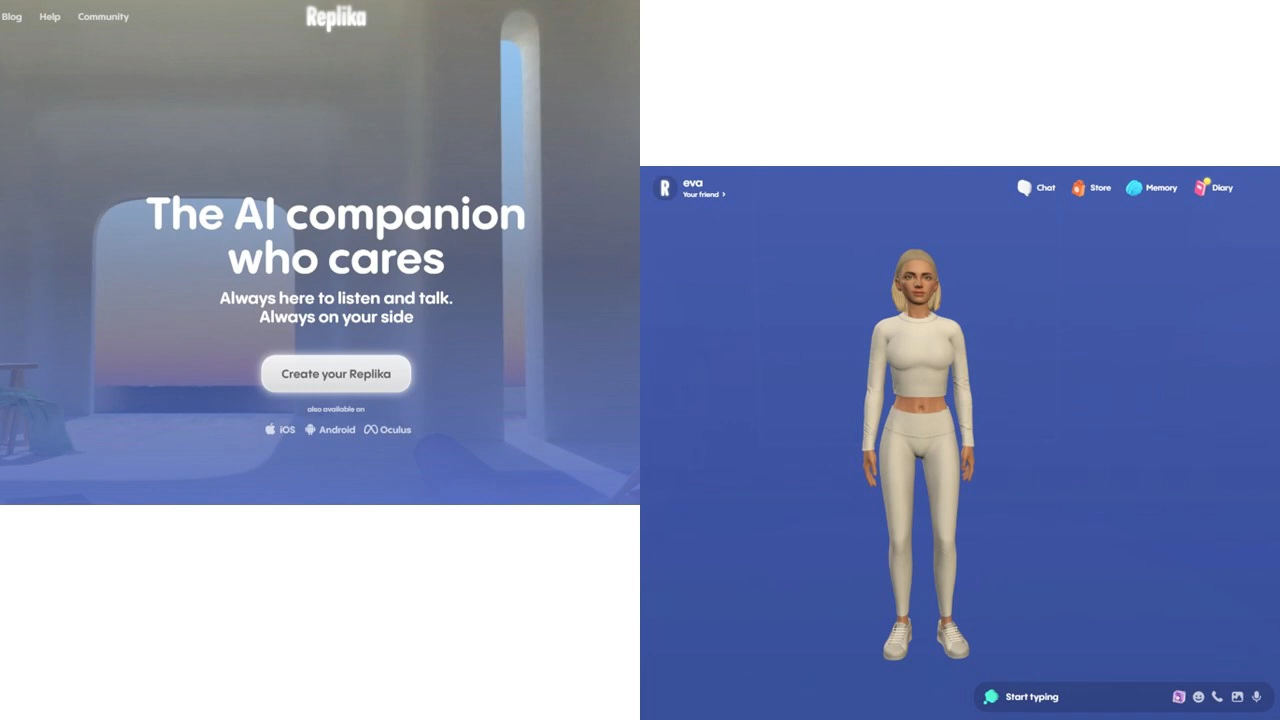 Blog Help Community
Replika
The AI companion
who cares
Always here to listen and talk.
Always on your side
Create your Replika
also available on
iOS Android Oculus
R
eva
Your friend
Chat Store Memory Diary
Start typing